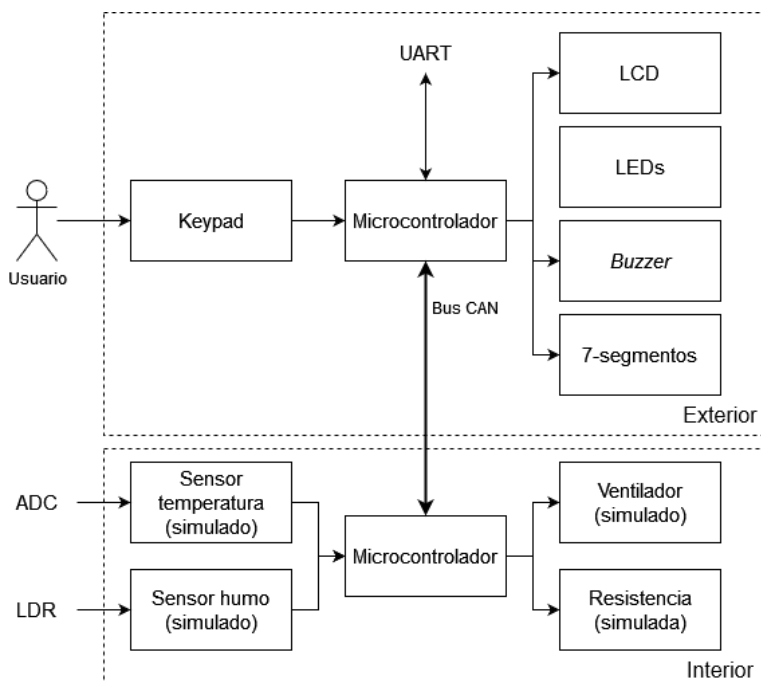 UART
LCD
LEDs
Keypad
Microcontrolador
Buzzer
Usuario
Bus CAN
7-segmentos
Exterior
ADC
Sensor
temperatura
(simulado)
Ventilador
(simulado)
Microcontrolador
LDR
Sensor humo
(simulado)
Resistencia
(simulada)
Interior